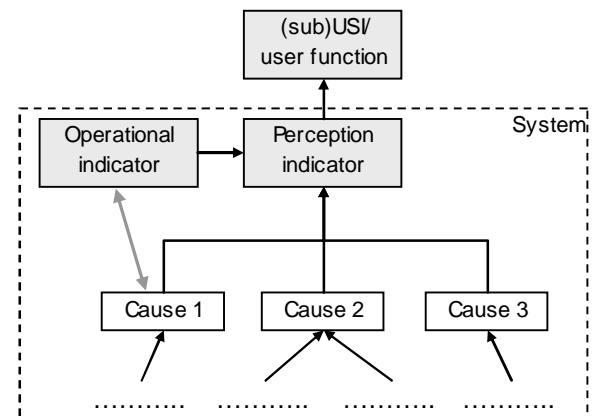 (sub)USI/
user function
System
Operational
indicator
Perception
indicator
Cause 1
Cause 2
Cause 3
........... ........... ........... ...........